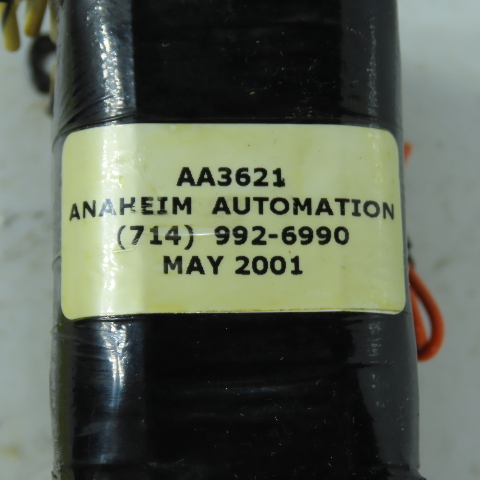 AA3621
ANAHEIM AUTOMATION
(714) 992-6990
MAY 2001